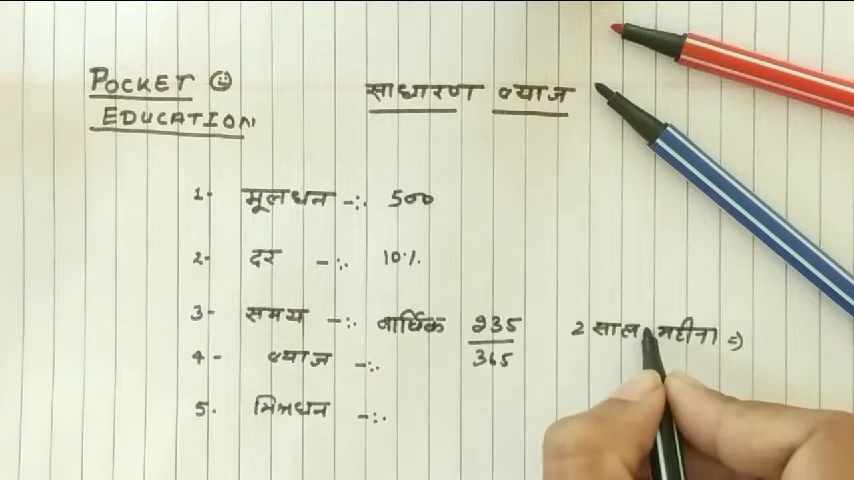 POCKET
EDUCATION
साधारण ब्याज
1- मूलधन -:- 500
2- दर -:- 10%
3- समय -:- वार्षिक 235/365 2 साल महीना =>
4- ब्याज -:-
5. मिश्रधन -:-